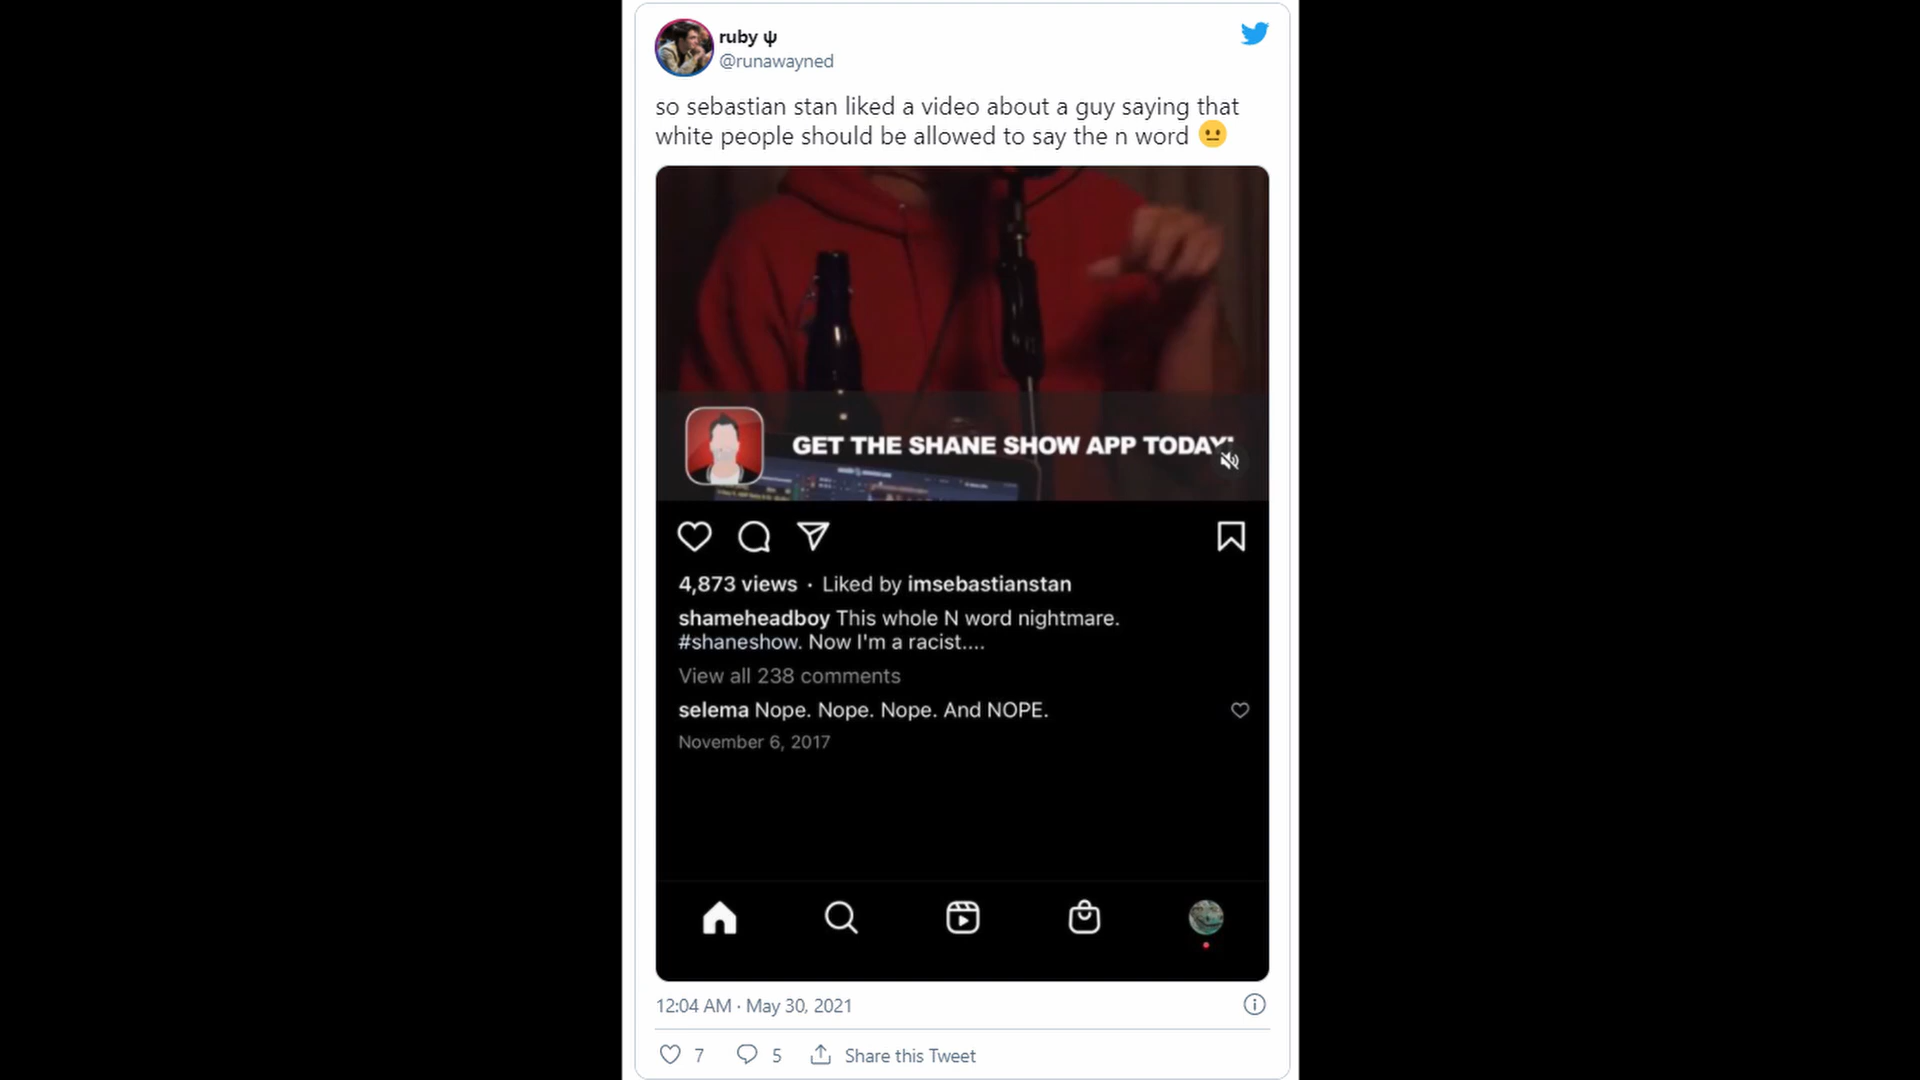 ruby ψ
@runawayned
so sebastian stan liked a video about a guy saying that
white people should be allowed to say the n word 😐
GET THE SHANE SHOW APP TODAY!
4,873 views · Liked by imsebastianstan
shameheadboy This whole N word nightmare.
#shaneshow. Now I'm a racist....
View all 238 comments
selema Nope. Nope. Nope. And NOPE.
November 6, 2017
12:04 AM · May 30, 2021
7 5 Share this Tweet